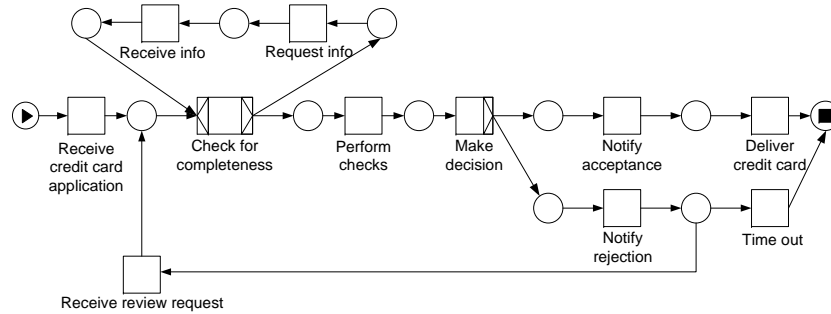 Receive info
Request info
Receive
credit card
application
Check for
completeness
Perform
checks
Make
decision
Notify
acceptance
Deliver
credit card
Notify
rejection
Time out
Receive review request